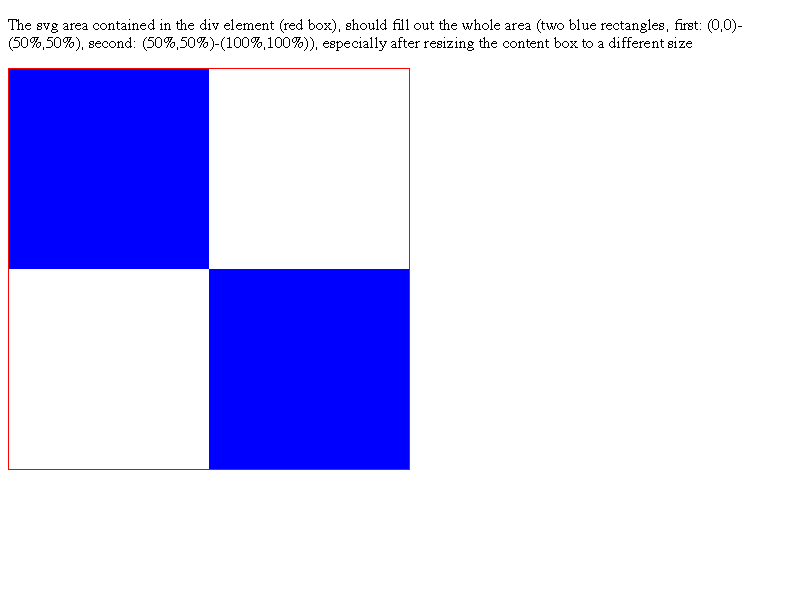 The svg area contained in the div element (red box), should fill out the whole area (two blue rectangles, first: (0,0)-
(50%,50%), second: (50%,50%)-(100%,100%)), especially after resizing the content box to a different size